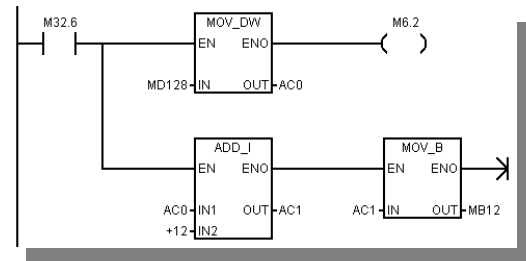 M32.6 MOV_DW M6.2
EN ENO
MD128 IN OUT AC0
ADD_I MOV_B
EN ENO EN ENO
AC0 IN1 OUT AC1 AC1 IN OUT MB12
+12 IN2